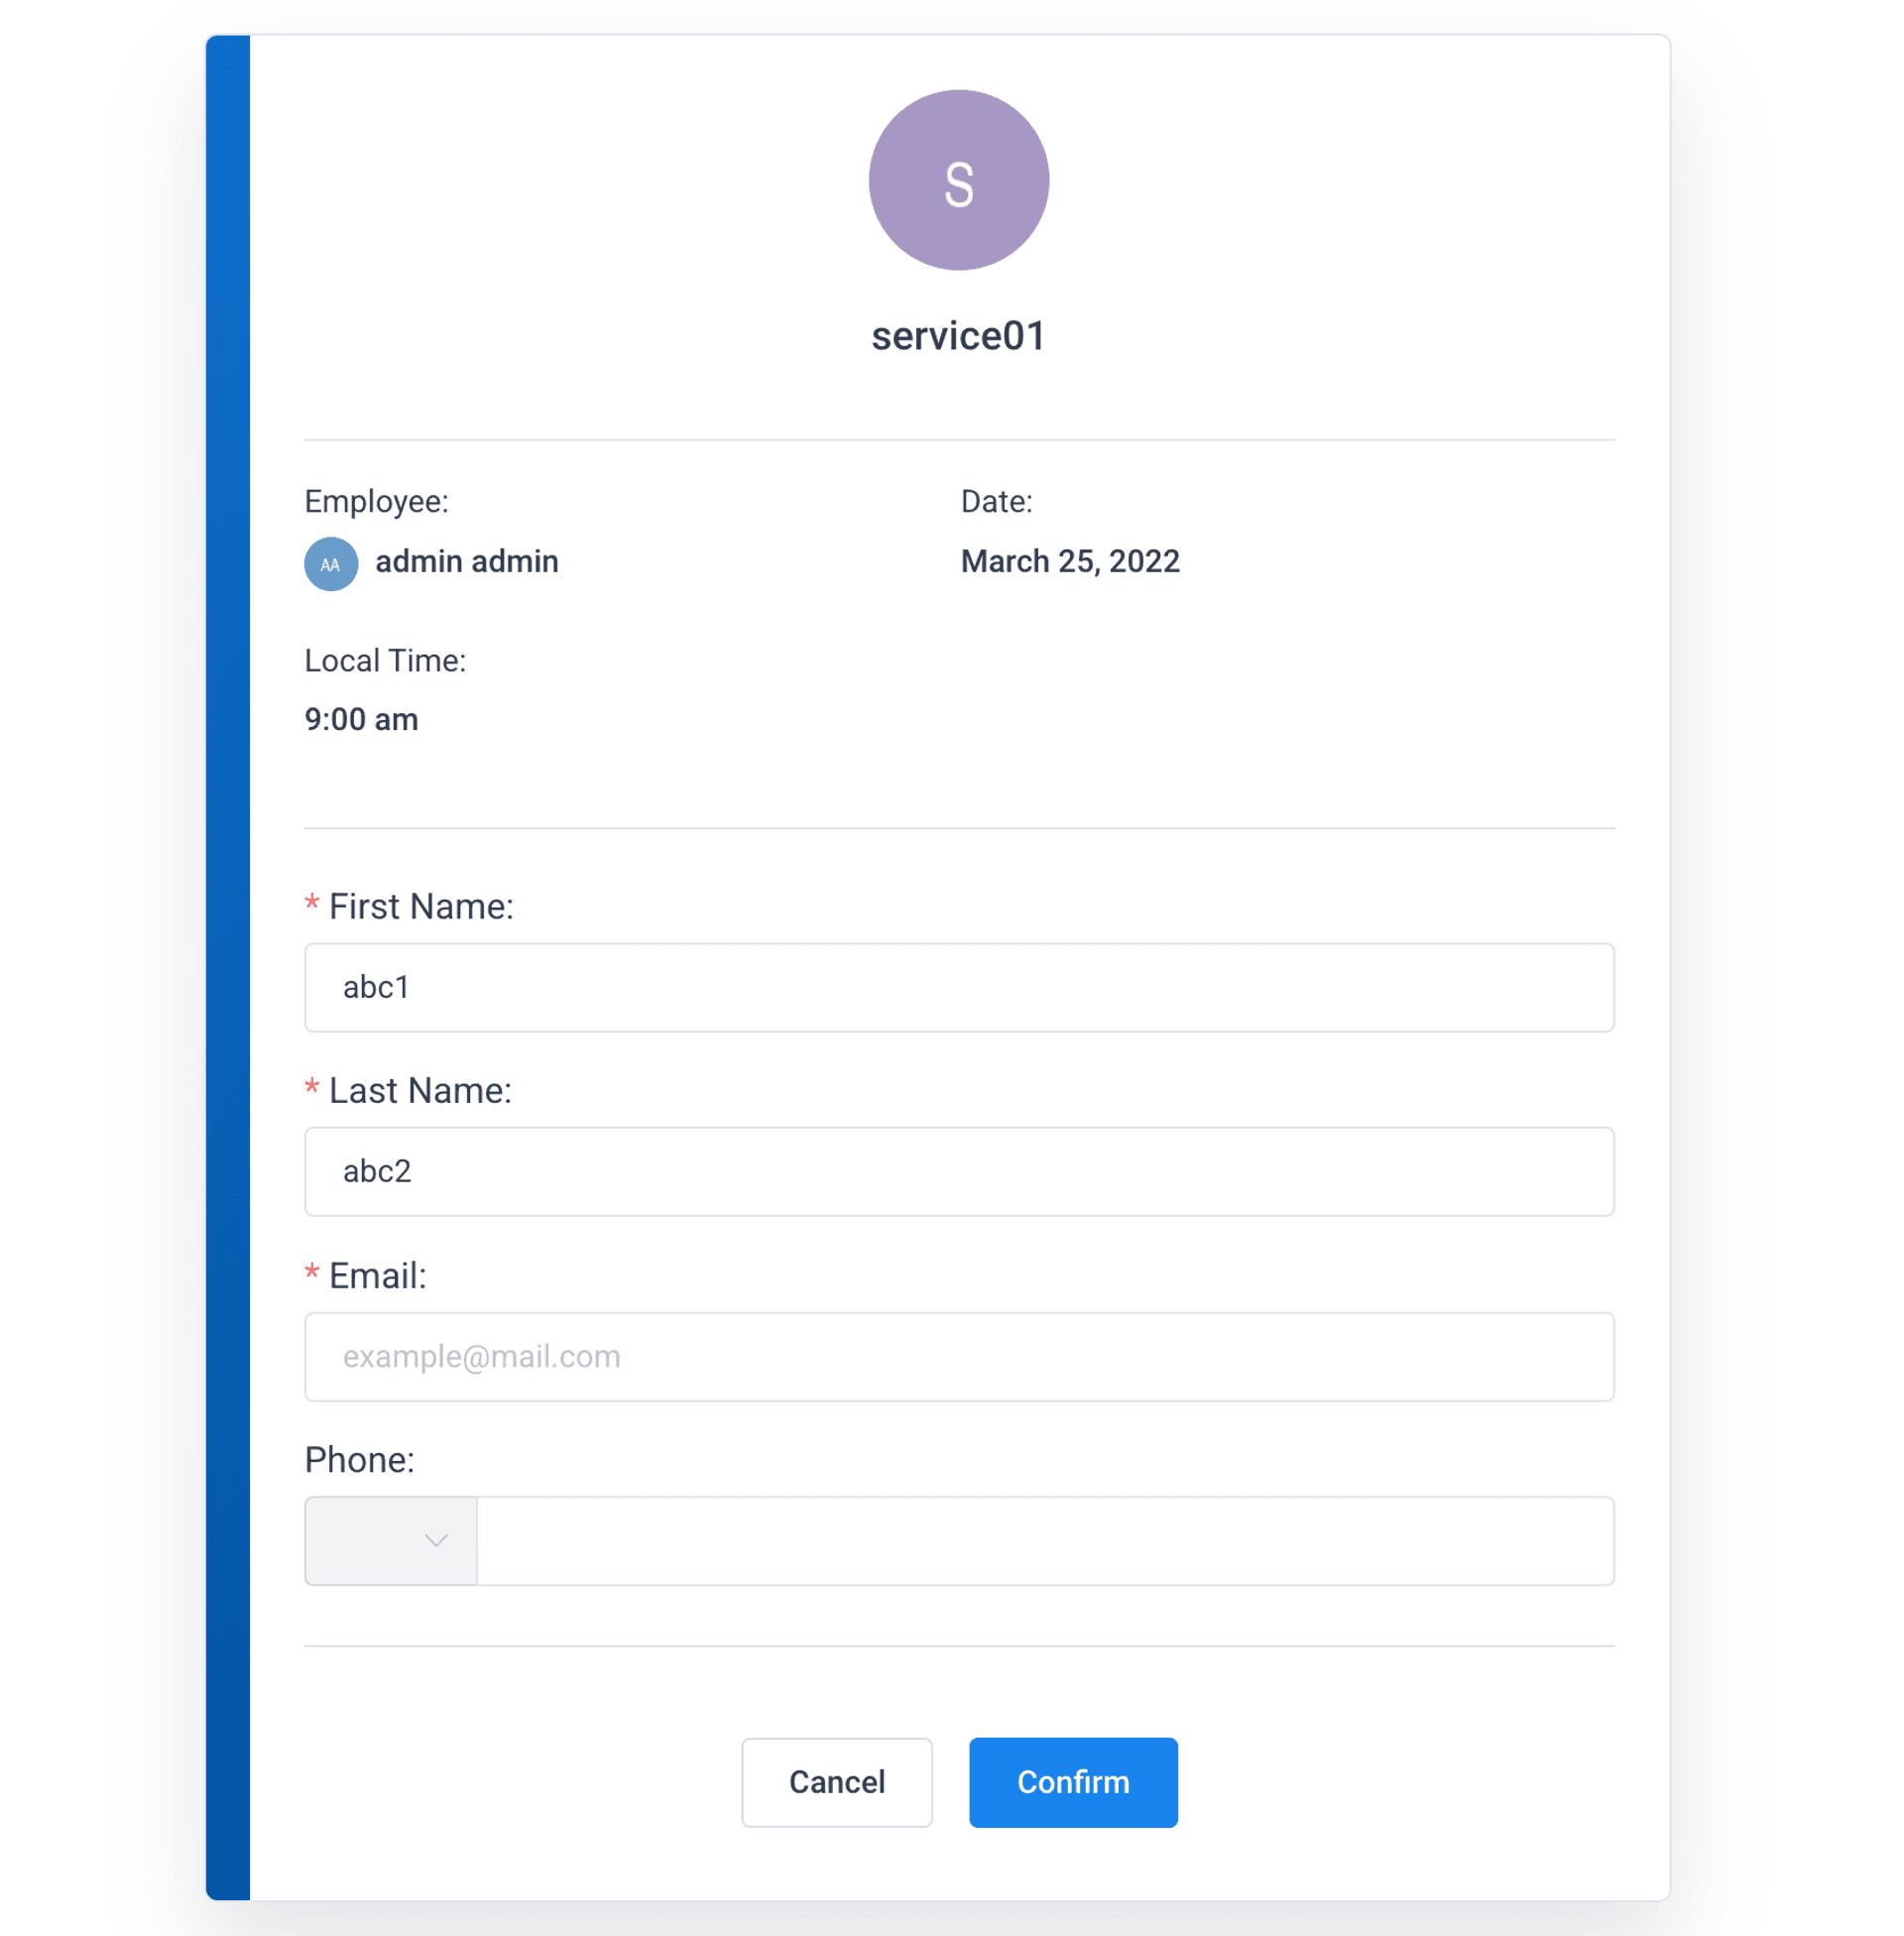 S
service01
Employee:
Date:
AA admin admin
March 25, 2022
Local Time:
9:00 am
* First Name:
abc1
* Last Name:
abc2
* Email:
example@mail.com
Phone:
Cancel
Confirm